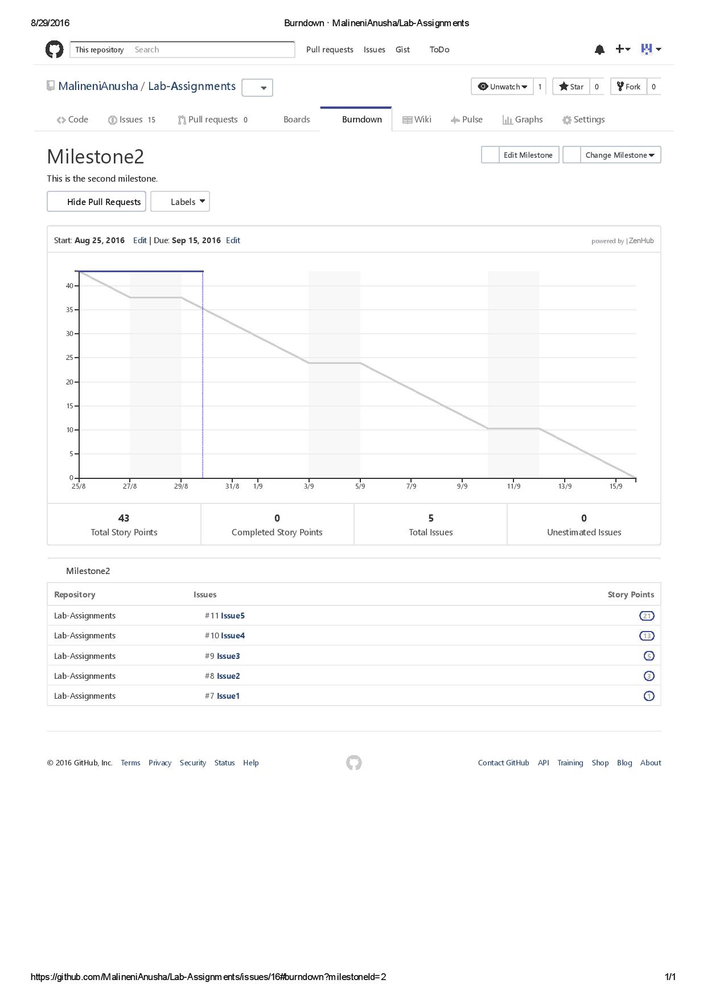 8/29/2016 Burndown · MalineniAnusha/Lab-Assignments
This repository Search Pull requests Issues Gist ToDo
MalineniAnusha / Lab-Assignments Unwatch 1 Star 0 Fork 0
Code Issues 15 Pull requests 0 Boards Burndown Wiki Pulse Graphs Settings
Milestone2 Edit Milestone Change Milestone
This is the second milestone.
Hide Pull Requests Labels
Start: Aug 25, 2016 Edit | Due: Sep 15, 2016 Edit powered by | ZenHub
40
35
30
25
20
15
10
5
0
25/8 27/8 29/8 31/8 1/9 3/9 5/9 7/9 9/9 11/9 13/9 15/9
43 0 5 0
Total Story Points Completed Story Points Total Issues Unestimated Issues
Milestone2
Repository Issues Story Points
Lab-Assignments #11 Issue5 21
Lab-Assignments #10 Issue4 13
Lab-Assignments #9 Issue3 5
Lab-Assignments #8 Issue2 3
Lab-Assignments #7 Issue1 1
© 2016 GitHub, Inc. Terms Privacy Security Status Help Contact GitHub API Training Shop Blog About
https://github.com/MalineniAnusha/Lab-Assignments/issues/16#burndown?milestoneId=2 1/1